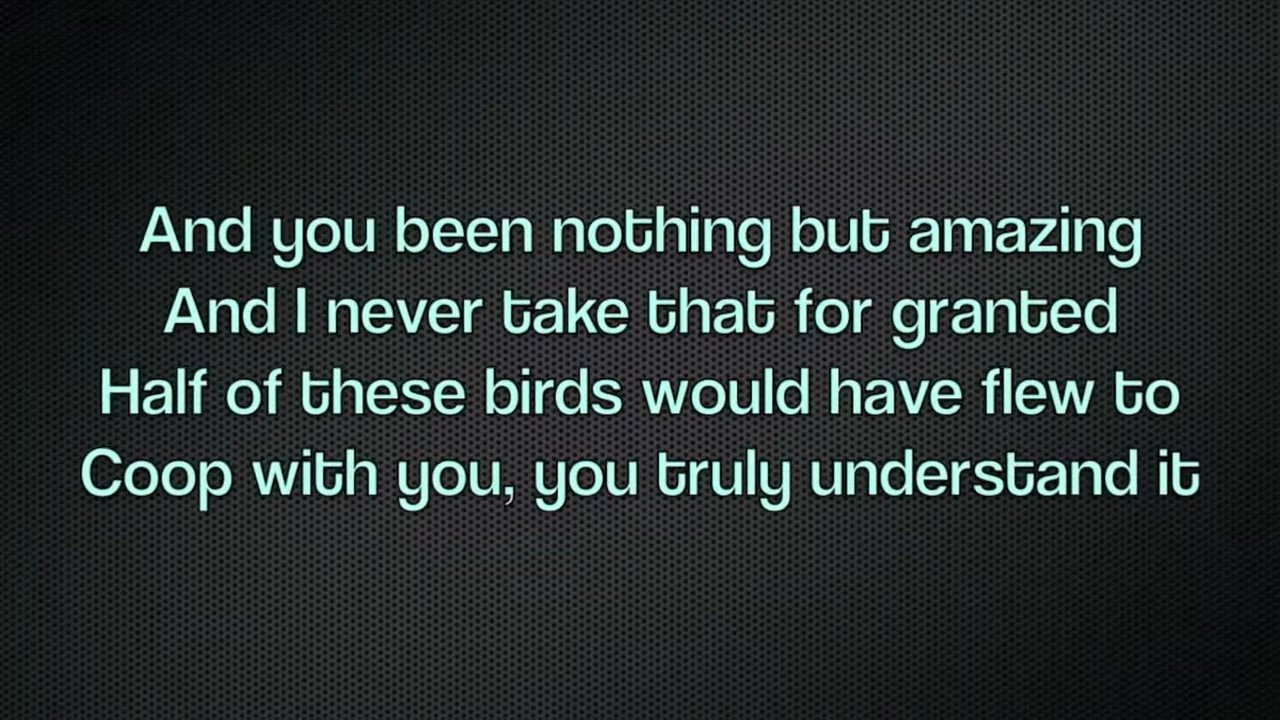 And you been nothing but amazing
And I never take that for granted
Half of these birds would have flew to
Coop with you, you truly understand it